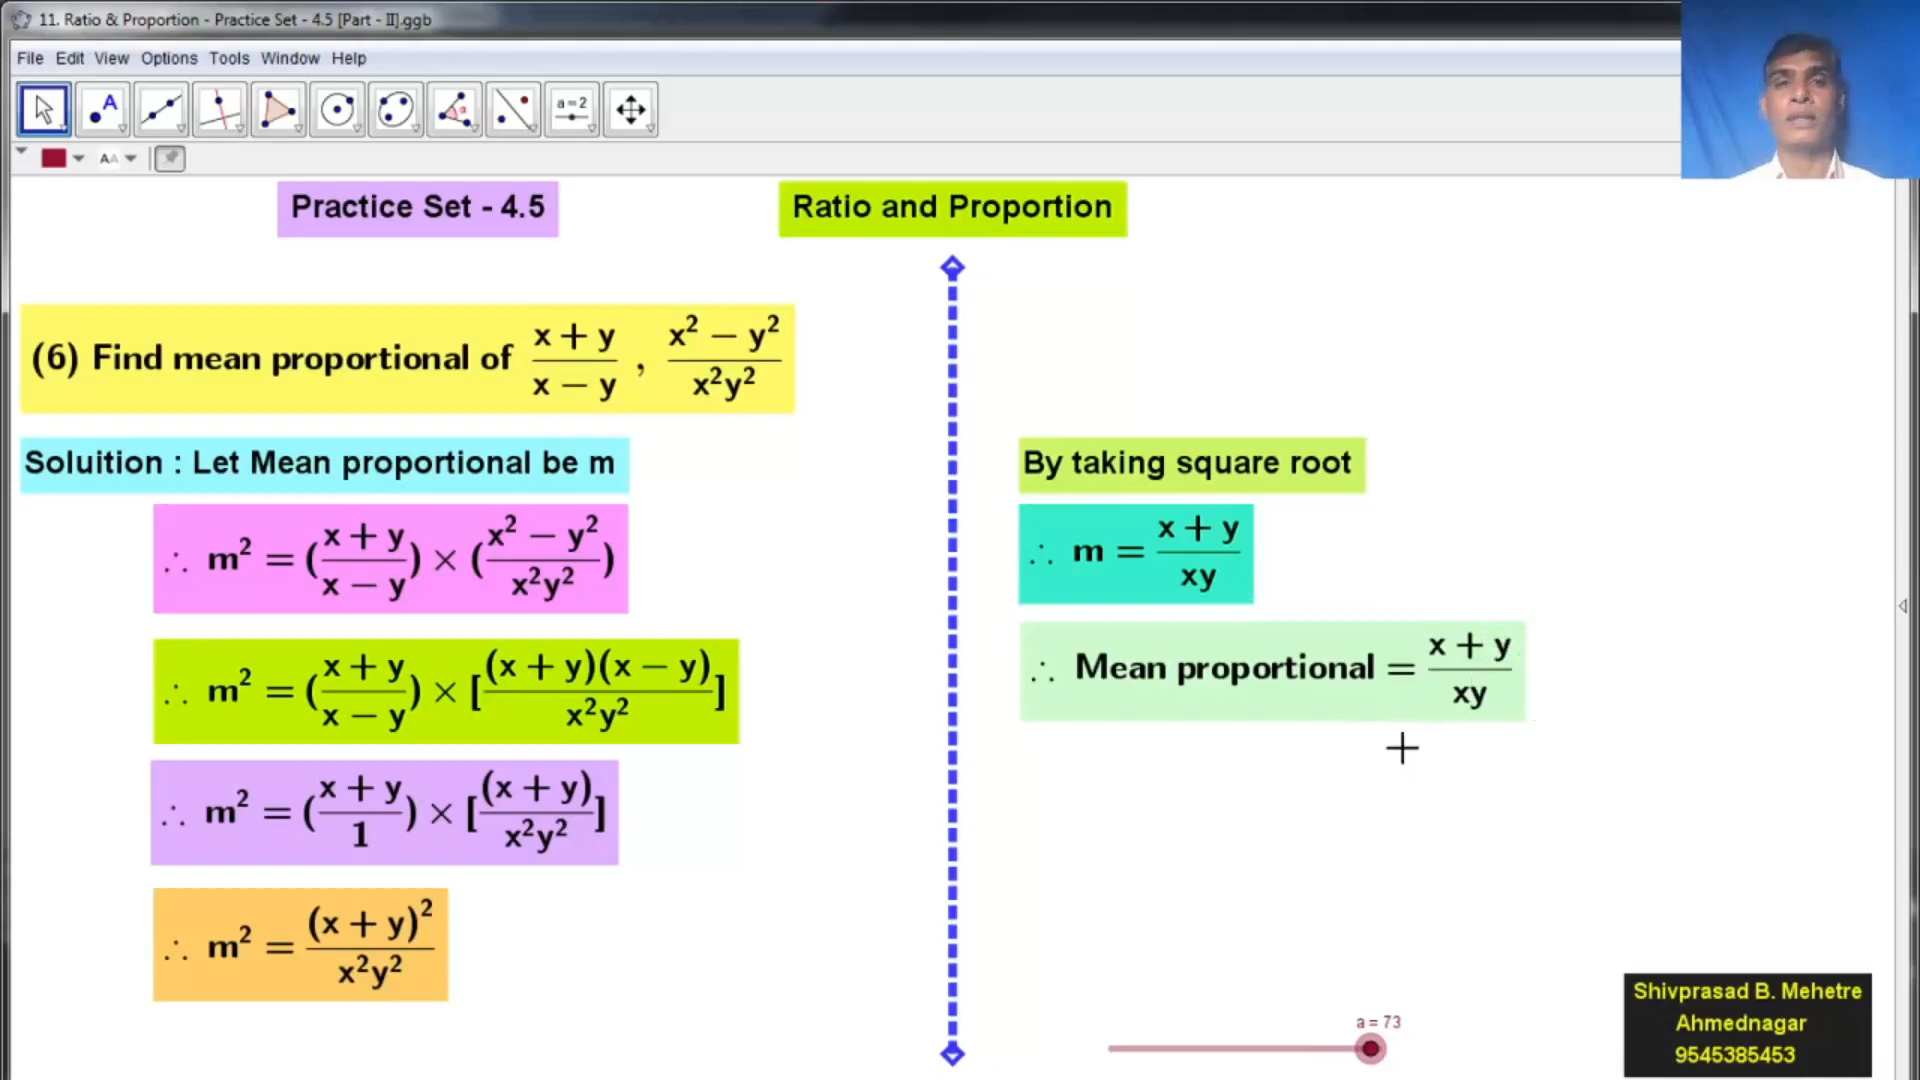 11. Ratio & Proportion - Practice Set - 4.5 [Part - II].ggb
File Edit View Options Tools Window Help
A
α
a = 2
AA
Practice Set - 4.5
Ratio and Proportion
(6) Find mean proportional of (x + y)/(x − y) , (x² − y²)/(x²y²)
Soluition : Let Mean proportional be m
∴ m² = ((x + y)/(x − y)) × ((x² − y²)/(x²y²))
∴ m² = ((x + y)/(x − y)) × [(x + y)(x − y)/(x²y²)]
∴ m² = ((x + y)/1) × [(x + y)/(x²y²)]
∴ m² = (x + y)²/(x²y²)
By taking square root
∴ m = (x + y)/(xy)
∴ Mean proportional = (x + y)/(xy)
a = 73
Shivprasad B. Mehetre
Ahmednagar
9545385453